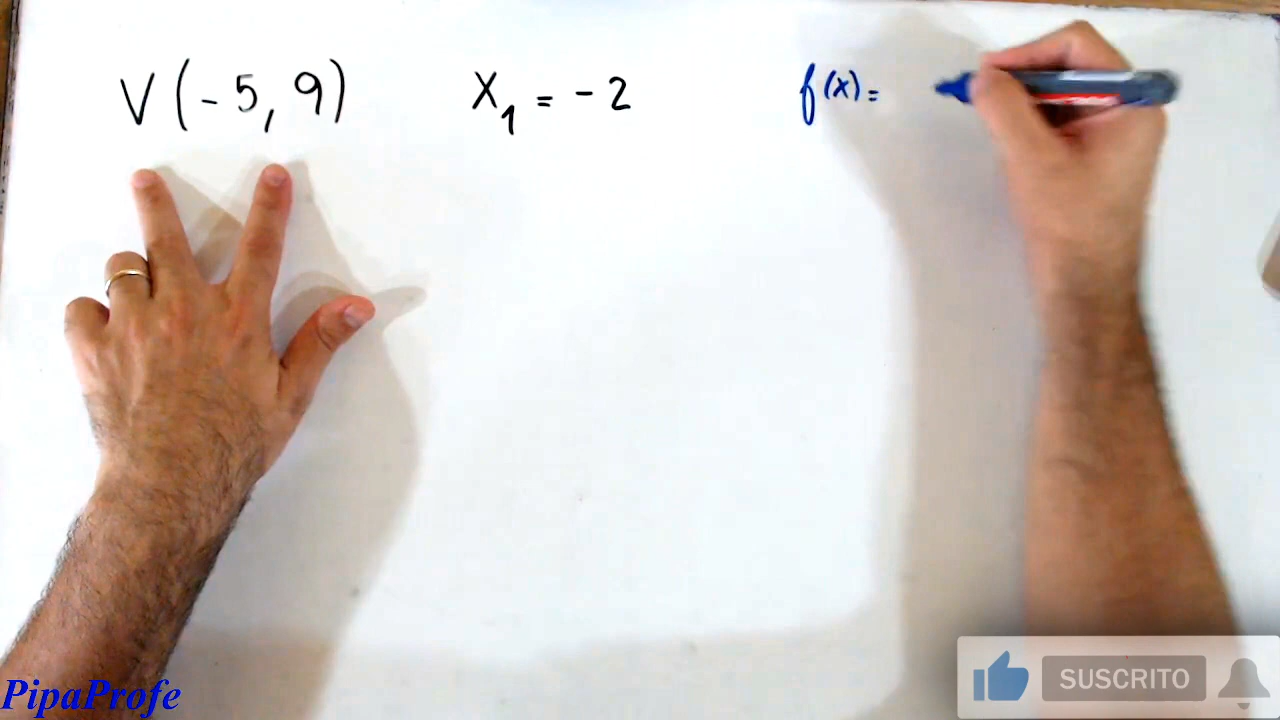 V(-5,9) X₁=-2 f(x)=
SUSCRITO
PipaProfe